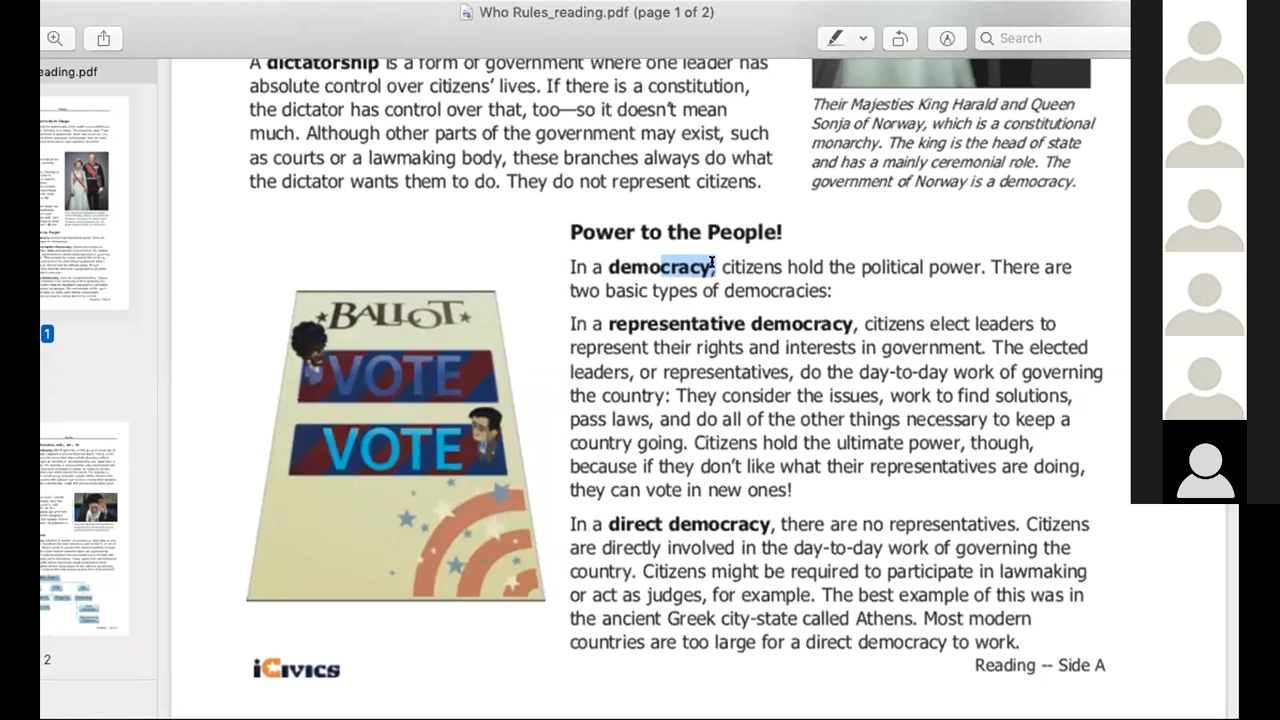 Who Rules_reading.pdf (page 1 of 2)
Search
eading.pdf
1
2
A dictatorship is a form of government where one leader has
absolute control over citizens’ lives. If there is a constitution,
the dictator has control over that, too—so it doesn’t mean
much. Although other parts of the government may exist, such
as courts or a lawmaking body, these branches always do what
the dictator wants them to do. They do not represent citizens.
Their Majesties King Harald and Queen
Sonja of Norway, which is a constitutional
monarchy. The king is the head of state
and has a mainly ceremonial role. The
government of Norway is a democracy.
BALLOT
VOTE
VOTE
Power to the People!
In a democracy, citizens hold the political power. There are
two basic types of democracies:
In a representative democracy, citizens elect leaders to
represent their rights and interests in government. The elected
leaders, or representatives, do the day-to-day work of governing
the country: They consider the issues, work to find solutions,
pass laws, and do all of the other things necessary to keep a
country going. Citizens hold the ultimate power, though,
because if they don’t like what their representatives are doing,
they can vote in new ones!
In a direct democracy, there are no representatives. Citizens
are directly involved in the day-to-day work of governing the
country. Citizens might be required to participate in lawmaking
or act as judges, for example. The best example of this was in
the ancient Greek city-state called Athens. Most modern
countries are too large for a direct democracy to work.
iCIVICS
Reading -- Side A